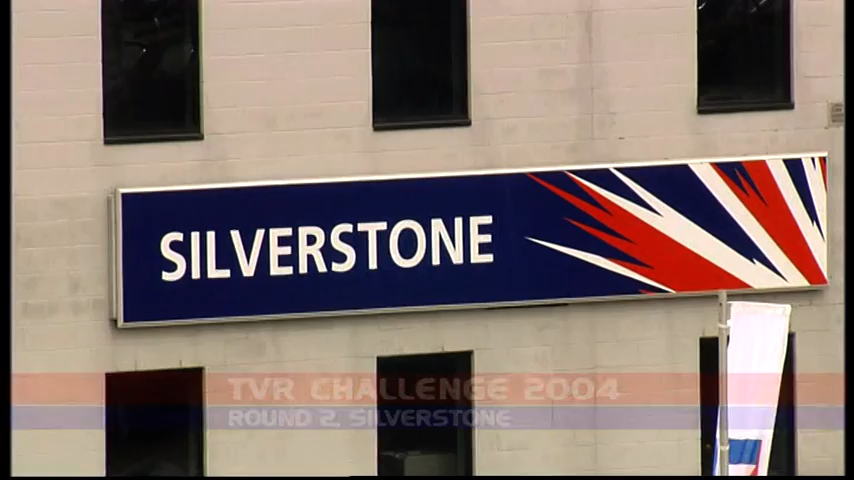 SILVERSTONE
TVR CHALLENGE 2004
ROUND 2, SILVERSTONE